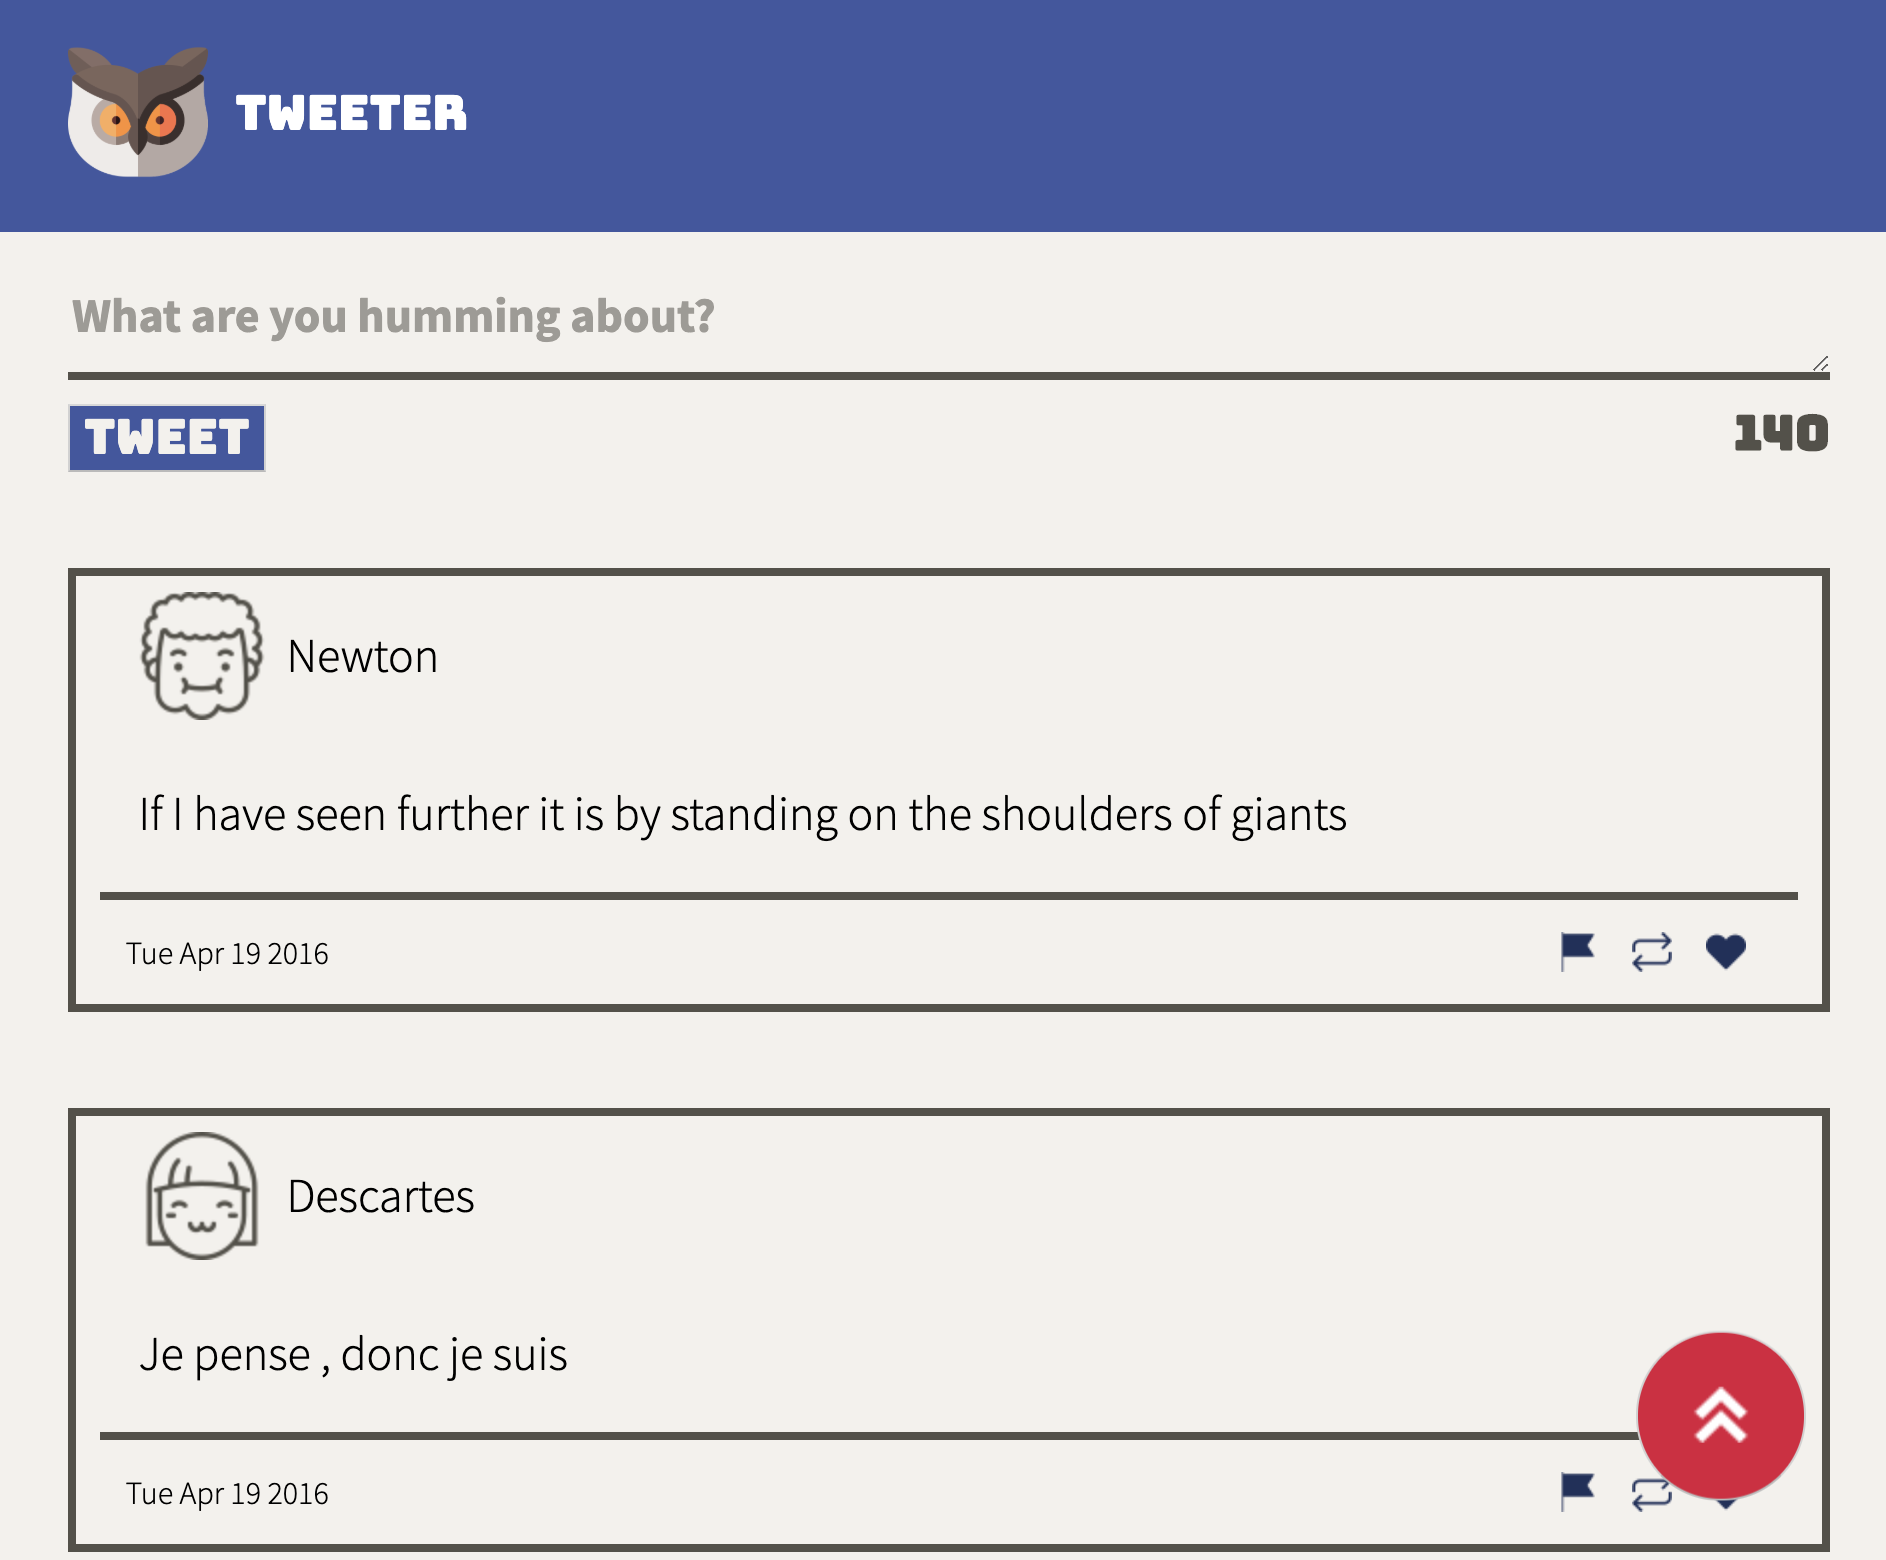 TWEETER
What are you humming about?
TWEET
140
Newton
If I have seen further it is by standing on the shoulders of giants
Tue Apr 19 2016
Descartes
Je pense , donc je suis
Tue Apr 19 2016